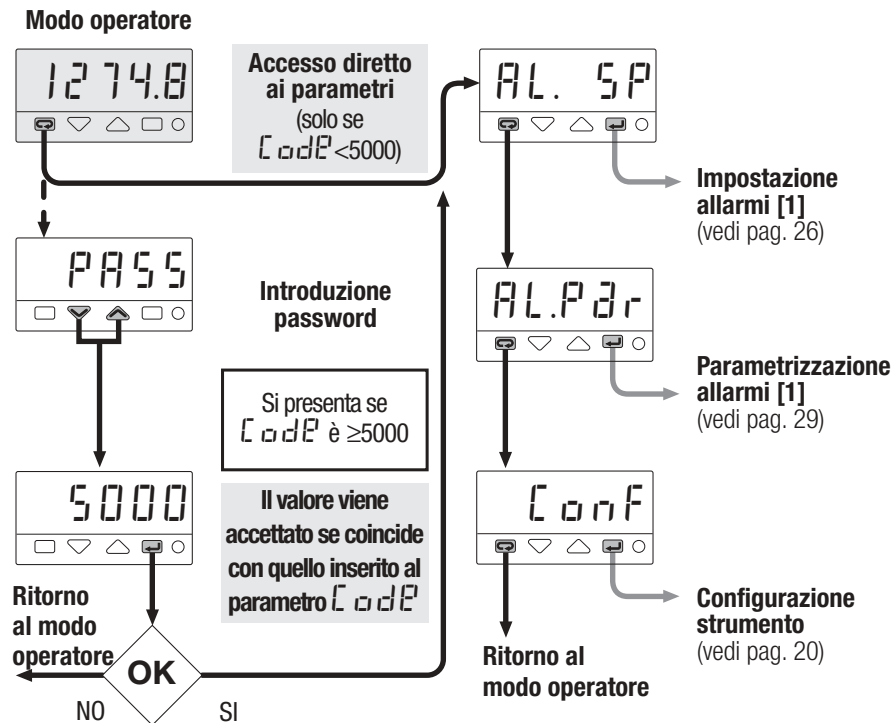 Modo operatore
1274.8
Accesso diretto
ai parametri
(solo se
CodE<5000)
AL. SP
Impostazione
allarmi [1]
(vedi pag. 26)
PASS
Introduzione
password
AL.Par
Si presenta se
CodE è ≥5000
Parametrizzazione
allarmi [1]
(vedi pag. 29)
5000
Il valore viene
accettato se coincide
con quello inserito al
parametro CodE
ConF
Ritorno
al modo
operatore
OK
NO
SI
Ritorno al
modo operatore
Configurazione
strumento
(vedi pag. 20)